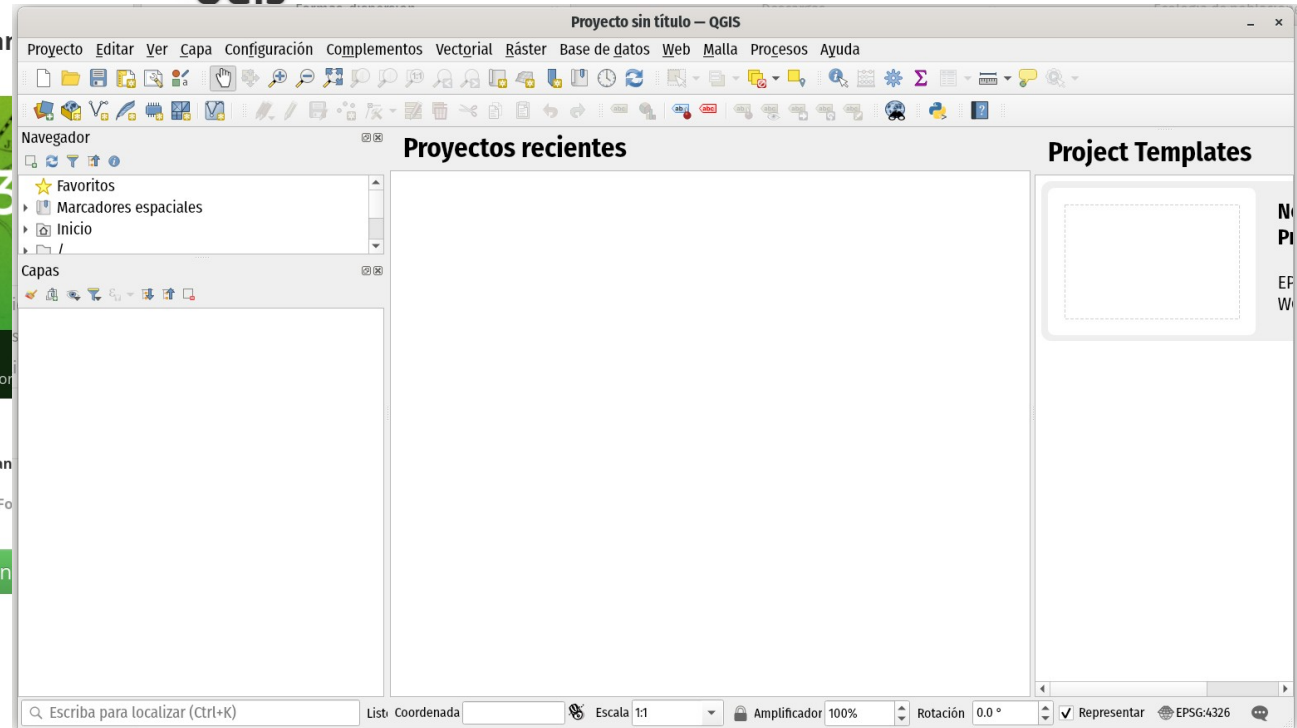 Proyecto sin título — QGIS
Proyecto Editar Ver Capa Configuración Complementos Vectorial Ráster Base de datos Web Malla Procesos Ayuda
Navegador
Favoritos
Marcadores espaciales
Inicio
/
Capas
Proyectos recientes
Project Templates
Escriba para localizar (Ctrl+K)
Coordenada
Escala 1:1
Amplificador 100%
Rotación 0.0 °
Representar
EPSG:4326